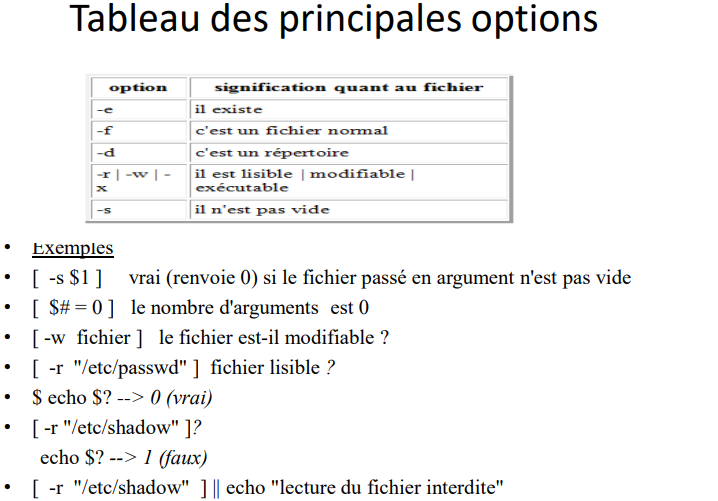 Tableau des principales options
option signification quant au fichier
-e il existe
-f c'est un fichier normal
-d c'est un répertoire
-r | -w | - il est lisible | modifiable |
x exécutable
-s il n'est pas vide
• Exemples
• [ -s $1 ] vrai (renvoie 0) si le fichier passé en argument n'est pas vide
• [ $# = 0 ] le nombre d'arguments est 0
• [ -w fichier ] le fichier est-il modifiable ?
• [ -r "/etc/passwd" ] fichier lisible ?
• $ echo $? --> 0 (vrai)
• [ -r "/etc/shadow" ]?
echo $? --> 1 (faux)
• [ -r "/etc/shadow" ] || echo "lecture du fichier interdite"